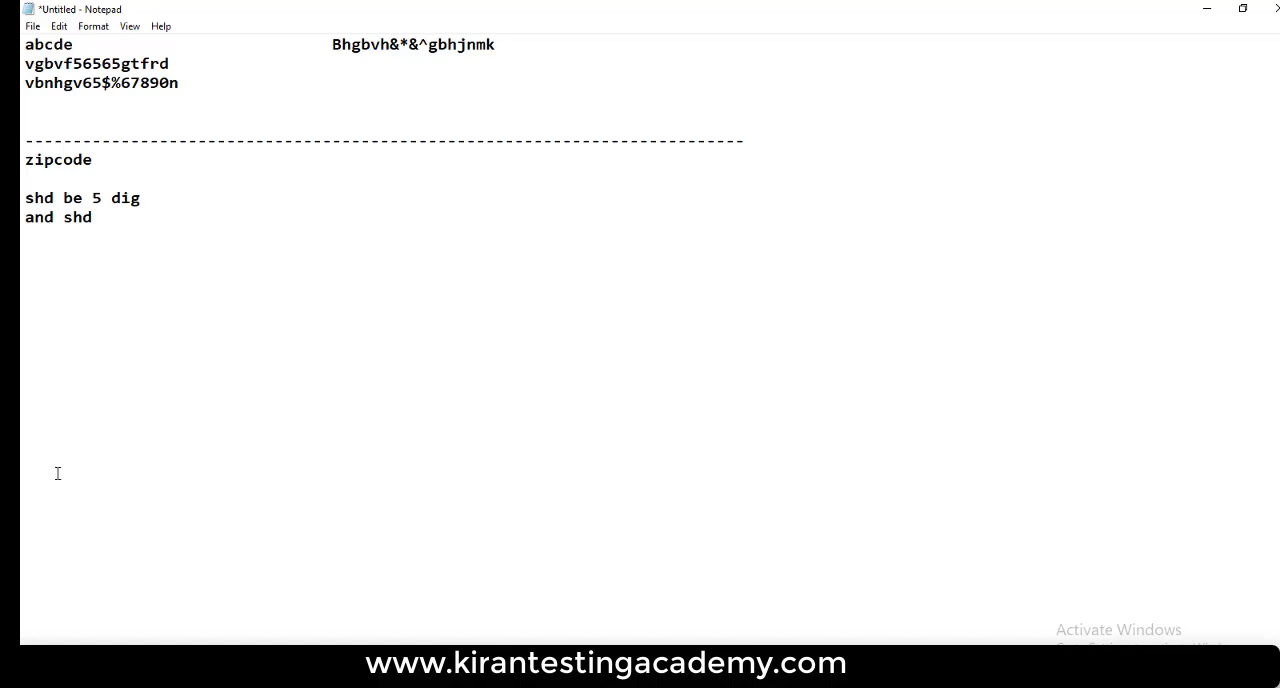 *Untitled - Notepad
File Edit Format View Help
abcde Bhgbvh&*&^gbhjnmk
vgbvf56565gtfrd
vbnhgv65$%67890n
---------------------------------------------------------------------------
zipcode
shd be 5 dig
and shd
Activate Windows
www.kirantestingacademy.com